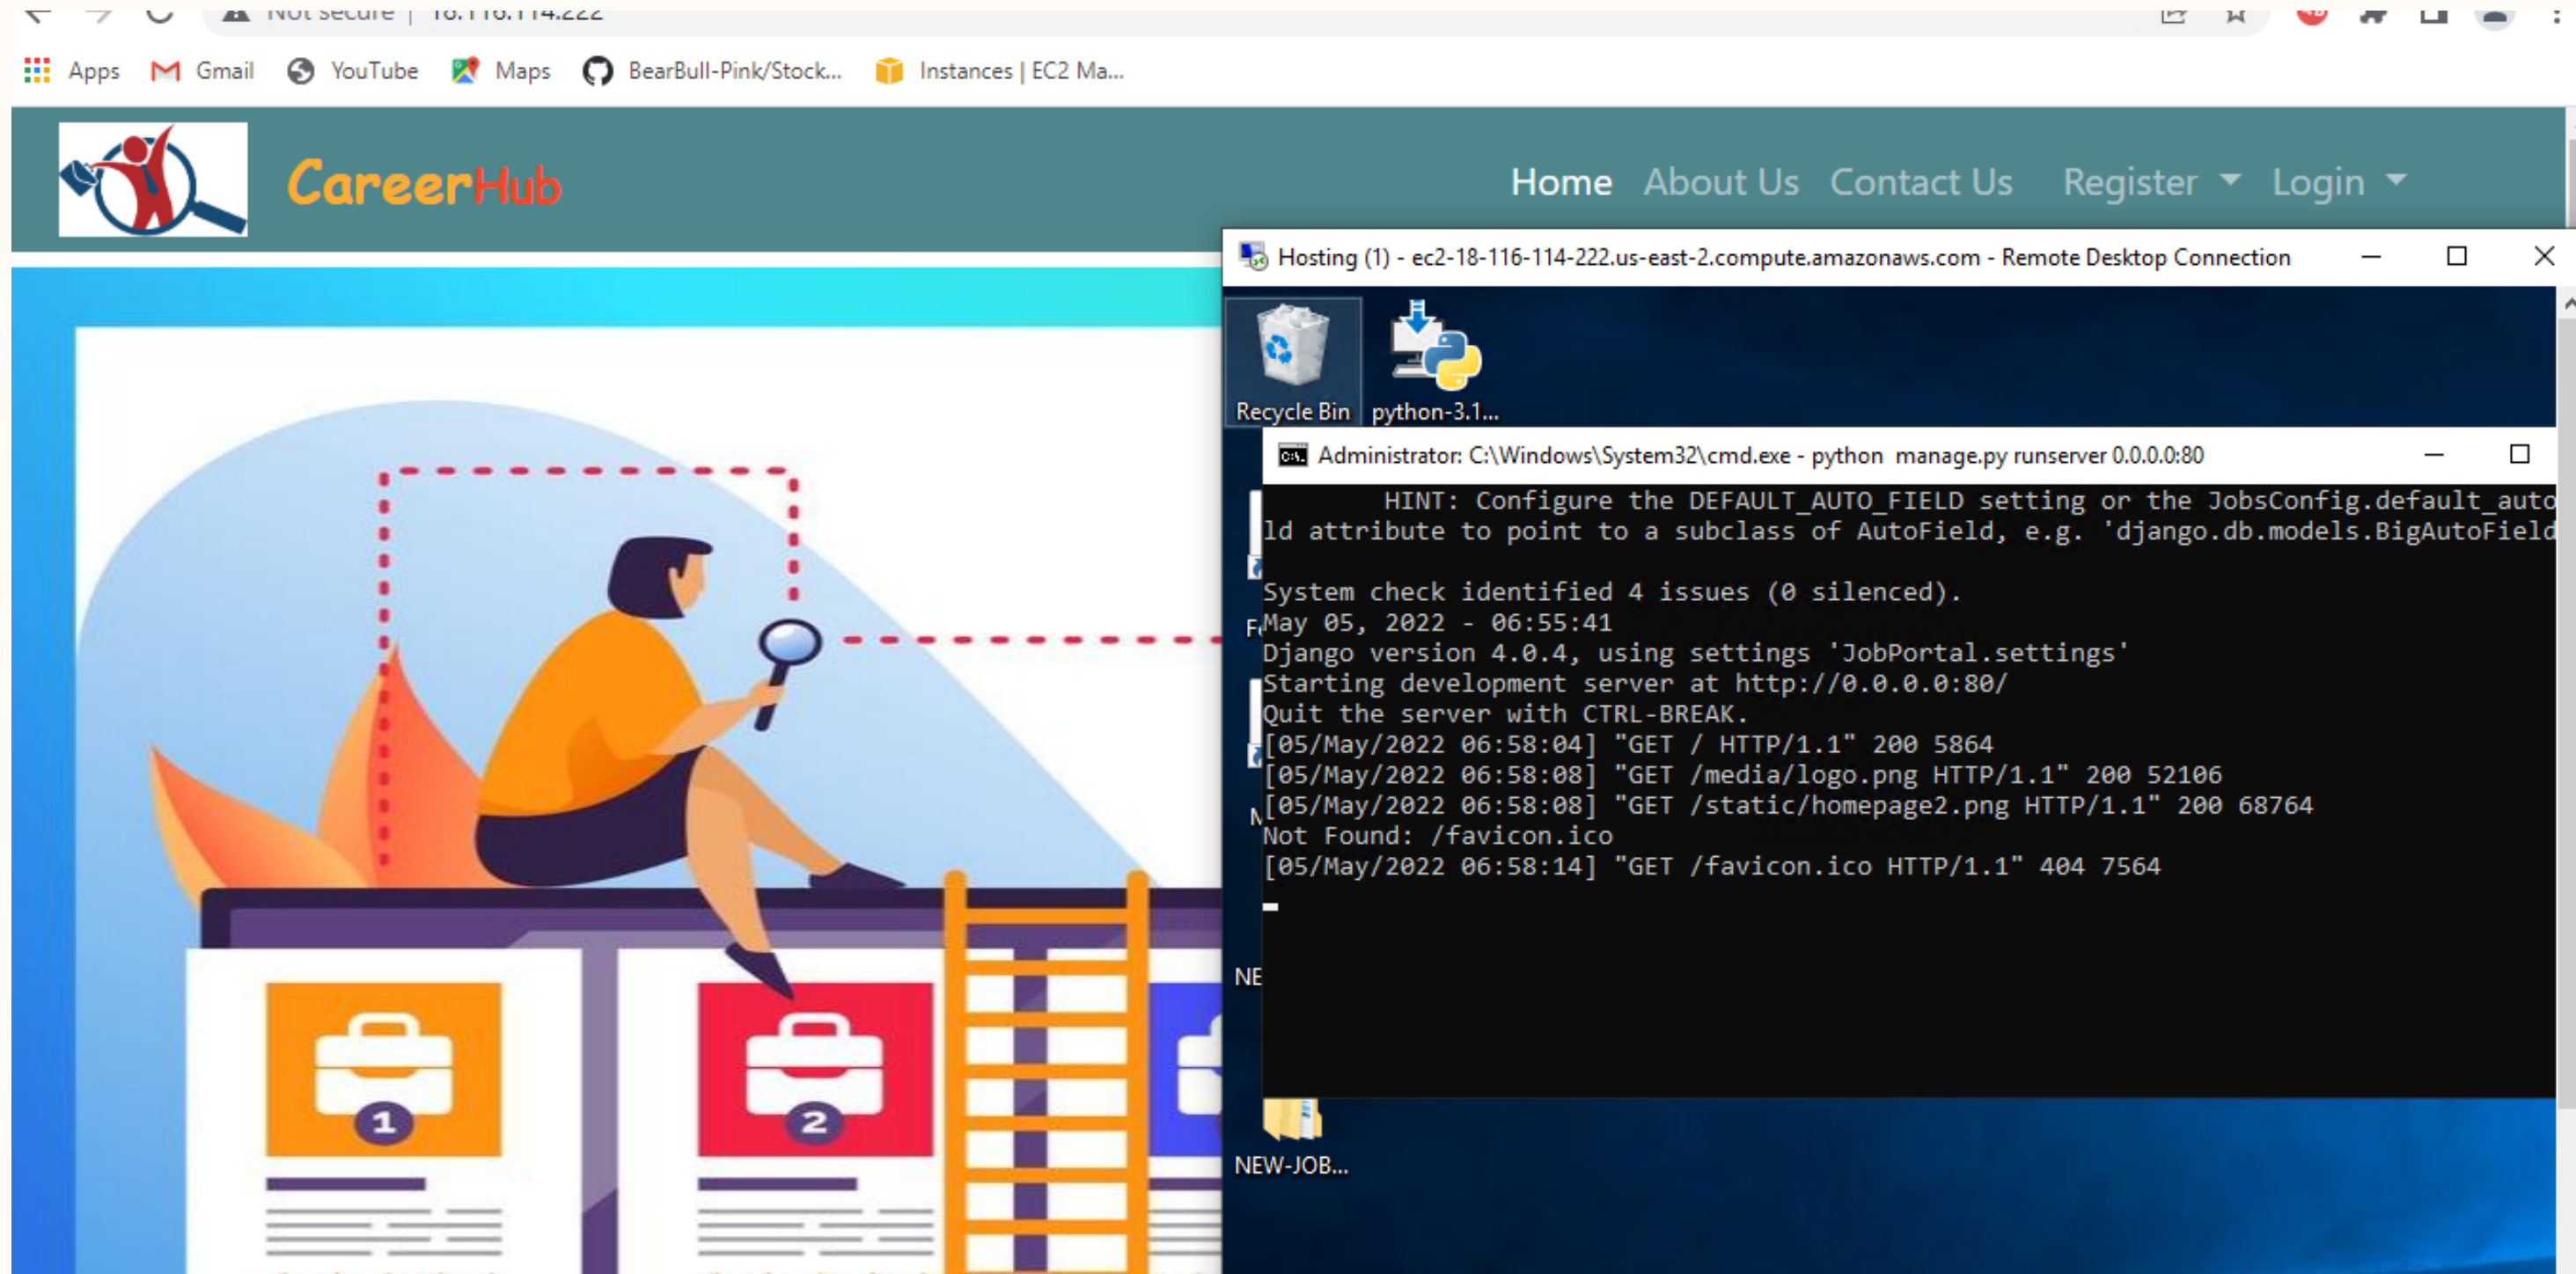 Not secure | 18.116.114.222
Apps Gmail YouTube Maps BearBull-Pink/Stock... Instances | EC2 Ma...
CareerHub
Home About Us Contact Us Register Login
Hosting (1) - ec2-18-116-114-222.us-east-2.compute.amazonaws.com - Remote Desktop Connection
Recycle Bin python-3.1...
Administrator: C:\Windows\System32\cmd.exe - python manage.py runserver 0.0.0.0:80
HINT: Configure the DEFAULT_AUTO_FIELD setting or the JobsConfig.default_auto
ld attribute to point to a subclass of AutoField, e.g. 'django.db.models.BigAutoField
System check identified 4 issues (0 silenced).
May 05, 2022 - 06:55:41
Django version 4.0.4, using settings 'JobPortal.settings'
Starting development server at http://0.0.0.0:80/
Quit the server with CTRL-BREAK.
[05/May/2022 06:58:04] "GET / HTTP/1.1" 200 5864
[05/May/2022 06:58:08] "GET /media/logo.png HTTP/1.1" 200 52106
[05/May/2022 06:58:08] "GET /static/homepage2.png HTTP/1.1" 200 68764
Not Found: /favicon.ico
[05/May/2022 06:58:14] "GET /favicon.ico HTTP/1.1" 404 7564
NE
NEW-JOB...
1
2